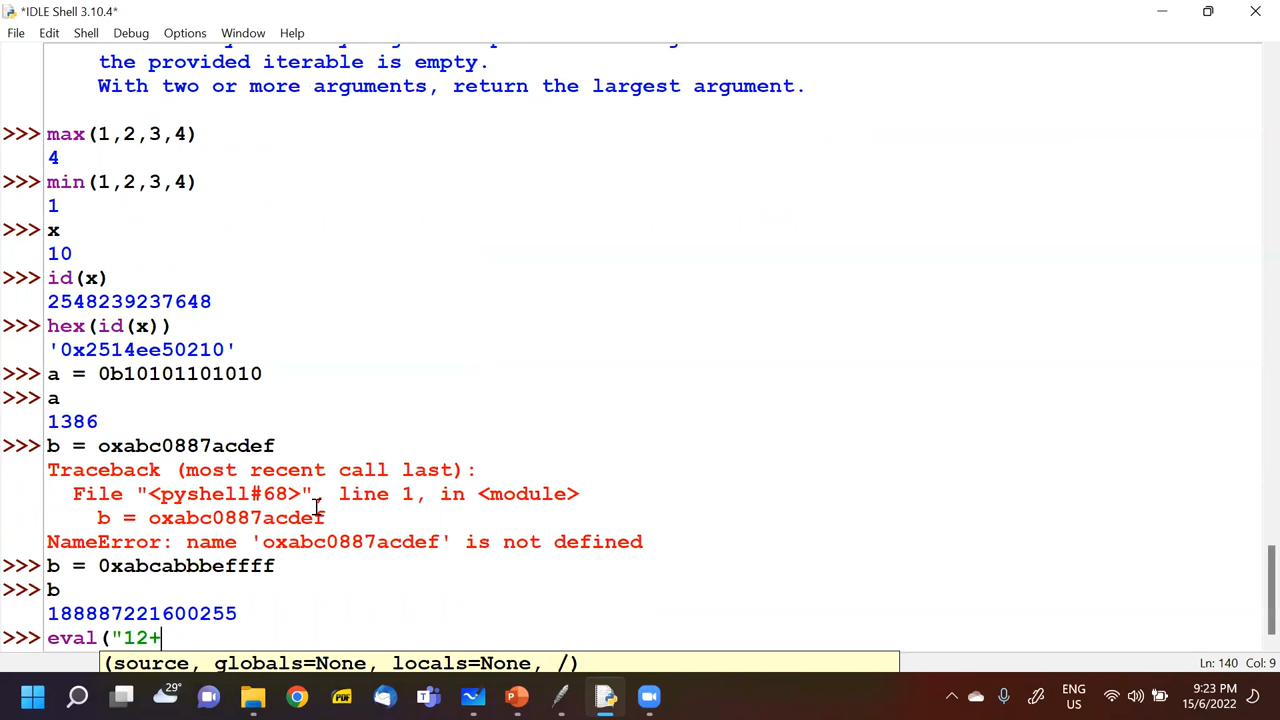 *IDLE Shell 3.10.4*
File Edit Shell Debug Options Window Help
the provided iterable is empty.
With two or more arguments, return the largest argument.
>>> max(1,2,3,4)
4
>>> min(1,2,3,4)
1
>>> x
10
>>> id(x)
2548239237648
>>> hex(id(x))
'0x2514ee50210'
>>> a = 0b10101101010
>>> a
1386
>>> b = oxabc0887acdef
Traceback (most recent call last):
File "<pyshell#68>", line 1, in <module>
b = oxabc0887acdef
NameError: name 'oxabc0887acdef' is not defined
>>> b = 0xabcabbbeffff
>>> b
188887221600255
>>> eval("12+
(source, globals=None, locals=None, /)
Ln: 140 Col: 9
29°
PDF
ENG
US
9:23 PM
15/6/2022